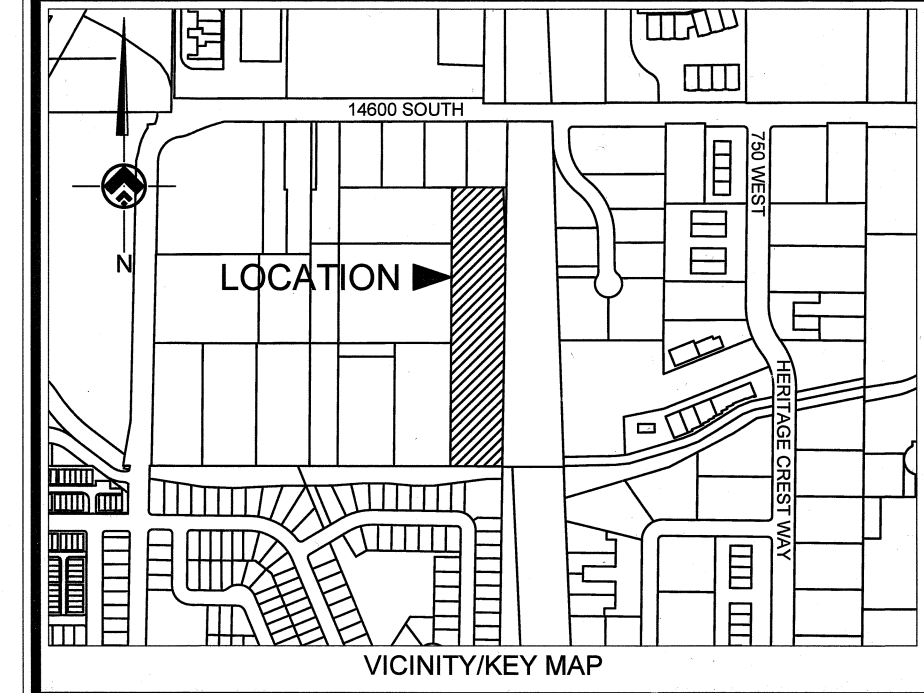 14600 SOUTH
750 WEST
N
LOCATION
HERITAGE CREST WAY
VICINITY/KEY MAP